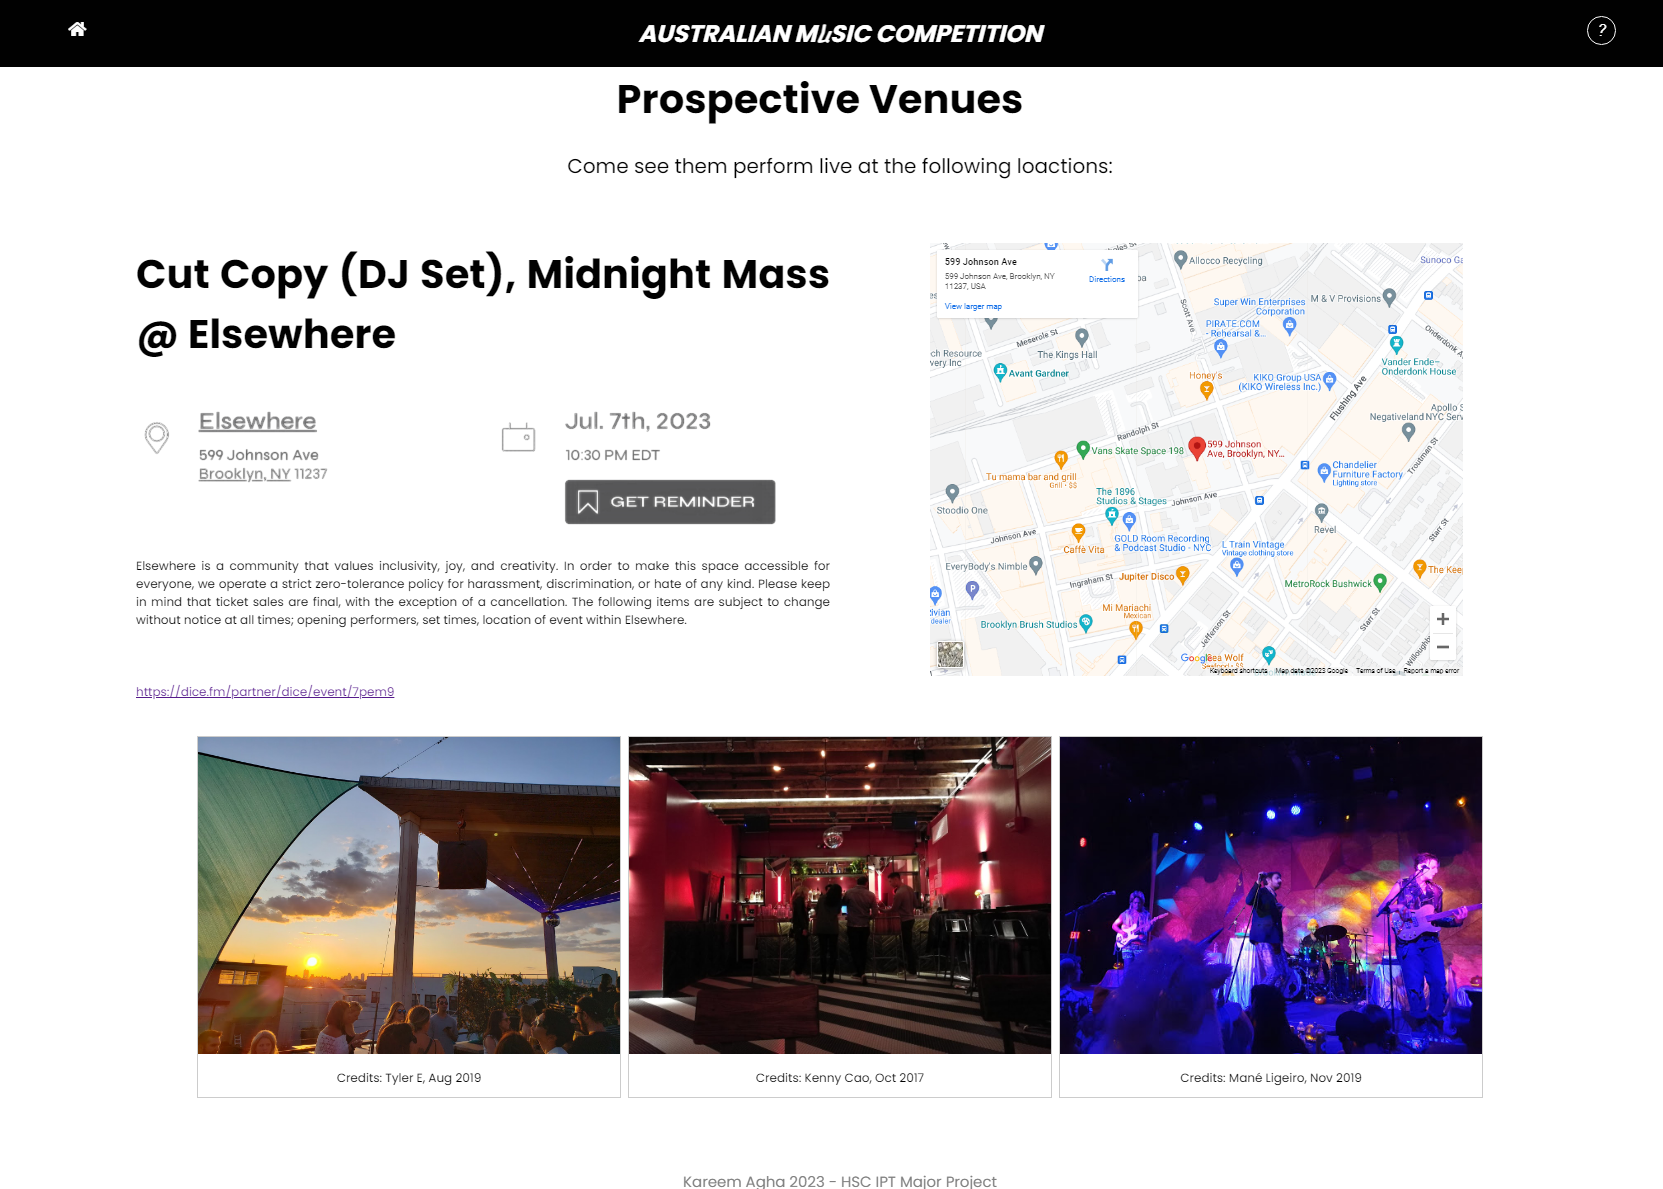 AUSTRALIAN MUSIC COMPETITION
?
Prospective Venues
Come see them perform live at the following loactions:
Cut Copy (DJ Set), Midnight Mass
@ Elsewhere
Elsewhere
599 Johnson Ave
Brooklyn, NY 11237
Jul. 7th, 2023
10:30 PM EDT
GET REMINDER
Elsewhere is a community that values inclusivity, joy, and creativity. In order to make this space accessible for
everyone, we operate a strict zero-tolerance policy for harassment, discrimination, or hate of any kind. Please keep
in mind that ticket sales are final, with the exception of a cancellation. The following items are subject to change
without notice at all times; opening performers, set times, location of event within Elsewhere.
https://dice.fm/partner/dice/event/7pem9
599 Johnson Ave
599 Johnson Ave, Brooklyn, NY
11237, USA
Directions
View larger map
Allocco Recycling
Sunoco Ga
Scott Ave
Super Win Enterprises
Corporation
M & V Provisions
PIRATE.COM
- Rehearsal &...
Onderdonk A
Meserole St
The Kings Hall
ch Resource
very Inc
Avant Gardner
Vander Ende–
Onderdonk House
Honey's
KIKO Group USA
(KIKO Wireless Inc.)
Flushing Ave
Apollo S
Negativeland NYC Serv
Randolph St
Vans Skate Space 198
599 Johnson
Ave, Brooklyn, NY...
Troutman St
Tu mama bar and grill
Grill · $$
Chandelier
Furniture Factory
Lighting store
The 1896
Studios & Stages
Johnson Ave
Stoodio One
Revel
Starr St
Johnson Ave
Caffè Vita
GOLD Room Recording
& Podcast Studio - NYC
L Train Vintage
Vintage clothing store
EveryBody's Nimble
Ingraham St
Jupiter Disco
MetroRock Bushwick
The Kee
P
Mi Mariachi
Mexican
ivian
dealer
Brooklyn Brush Studios
Jefferson St
Starr St
Willoughb
+
−
Google
Sea Wolf
Keyboard shortcuts
Map data ©2023 Google
Terms of Use
Report a map error
EXIT
Credits: Tyler E, Aug 2019
Credits: Kenny Cao, Oct 2017
Credits: Mané Ligeiro, Nov 2019
Kareem Agha 2023 - HSC IPT Major Project